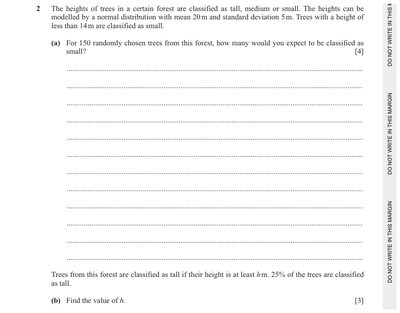 2 The heights of trees in a certain forest are classified as tall, medium or small. The heights can be
modelled by a normal distribution with mean 20 m and standard deviation 5 m. Trees with a height of
less than 14 m are classified as small.
(a) For 150 randomly chosen trees from this forest, how many would you expect to be classified as
small? [4]
Trees from this forest are classified as tall if their height is at least h m. 25% of the trees are classified
as tall.
(b) Find the value of h. [3]
DO NOT WRITE IN THIS M
DO NOT WRITE IN THIS MARGIN
DO NOT WRITE IN THIS MARGIN